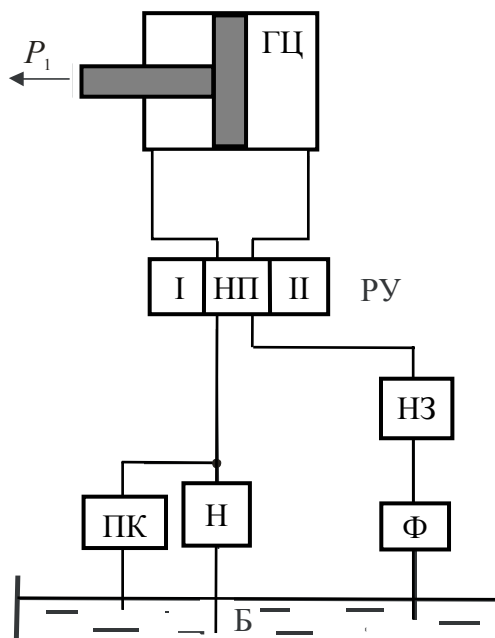 ГЦ
P₁
I НП II РУ
НЗ
ПК Н Ф
Б